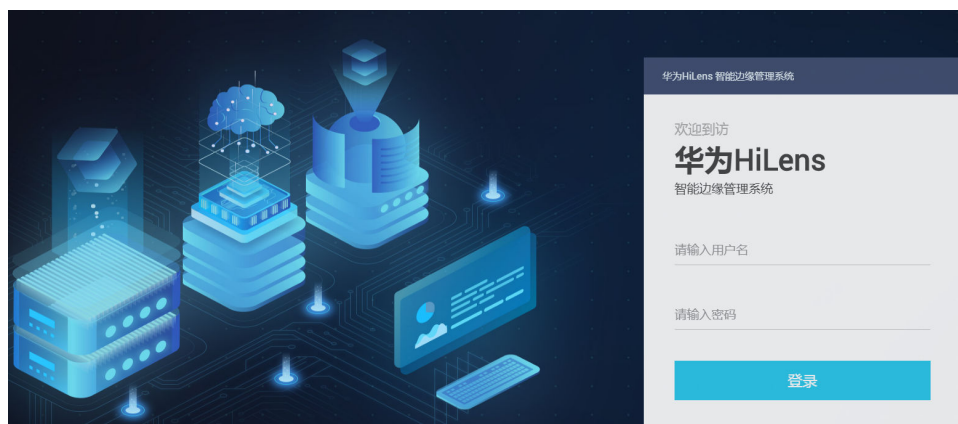 华为HiLens 智能边缘管理系统
欢迎到访
华为HiLens
智能边缘管理系统
请输入用户名
请输入密码
登录